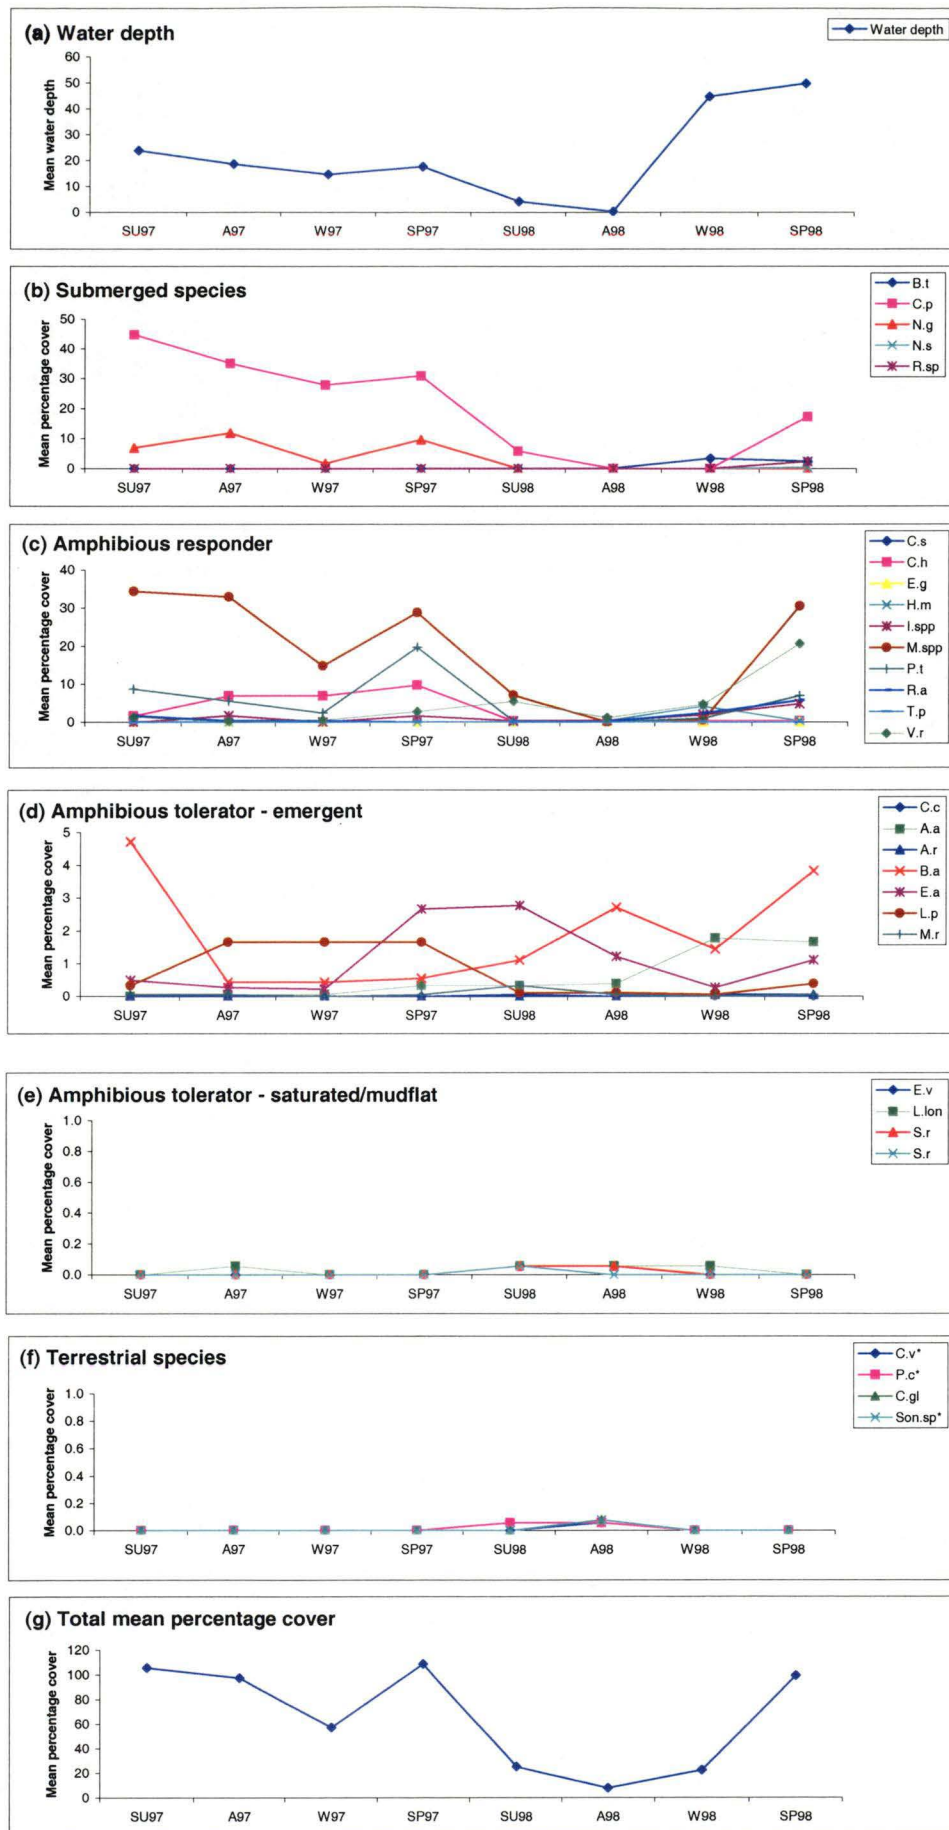 (a) Water depth
Water depth
Mean water depth
60
50
40
30
20
10
0
SU97 A97 W97 SP97 SU98 A98 W98 SP98
(b) Submerged species
B.t
C.p
N.g
N.s
R.sp
Mean percentage cover
50
40
30
20
10
0
SU97 A97 W97 SP97 SU98 A98 W98 SP98
(c) Amphibious responder
C.s
C.h
E.g
H.m
I.spp
M.spp
P.t
R.a
T.p
V.r
Mean percentage cover
40
30
20
10
0
SU97 A97 W97 SP97 SU98 A98 W98 SP98
(d) Amphibious tolerator - emergent
C.c
A.a
A.r
B.a
E.a
L.p
M.r
Mean percentage cover
5
4
3
2
1
0
SU97 A97 W97 SP97 SU98 A98 W98 SP98
(e) Amphibious tolerator - saturated/mudflat
E.v
L.lon
S.r
S.r
Mean percentage cover
1.0
0.8
0.6
0.4
0.2
0.0
SU97 A97 W97 SP97 SU98 A98 W98 SP98
(f) Terrestrial species
C.v*
P.c*
C.gl
Son.sp*
Mean percentage cover
1.0
0.8
0.6
0.4
0.2
0.0
SU97 A97 W97 SP97 SU98 A98 W98 SP98
(g) Total mean percentage cover
Mean percentage cover
120
100
80
60
40
20
0
SU97 A97 W97 SP97 SU98 A98 W98 SP98